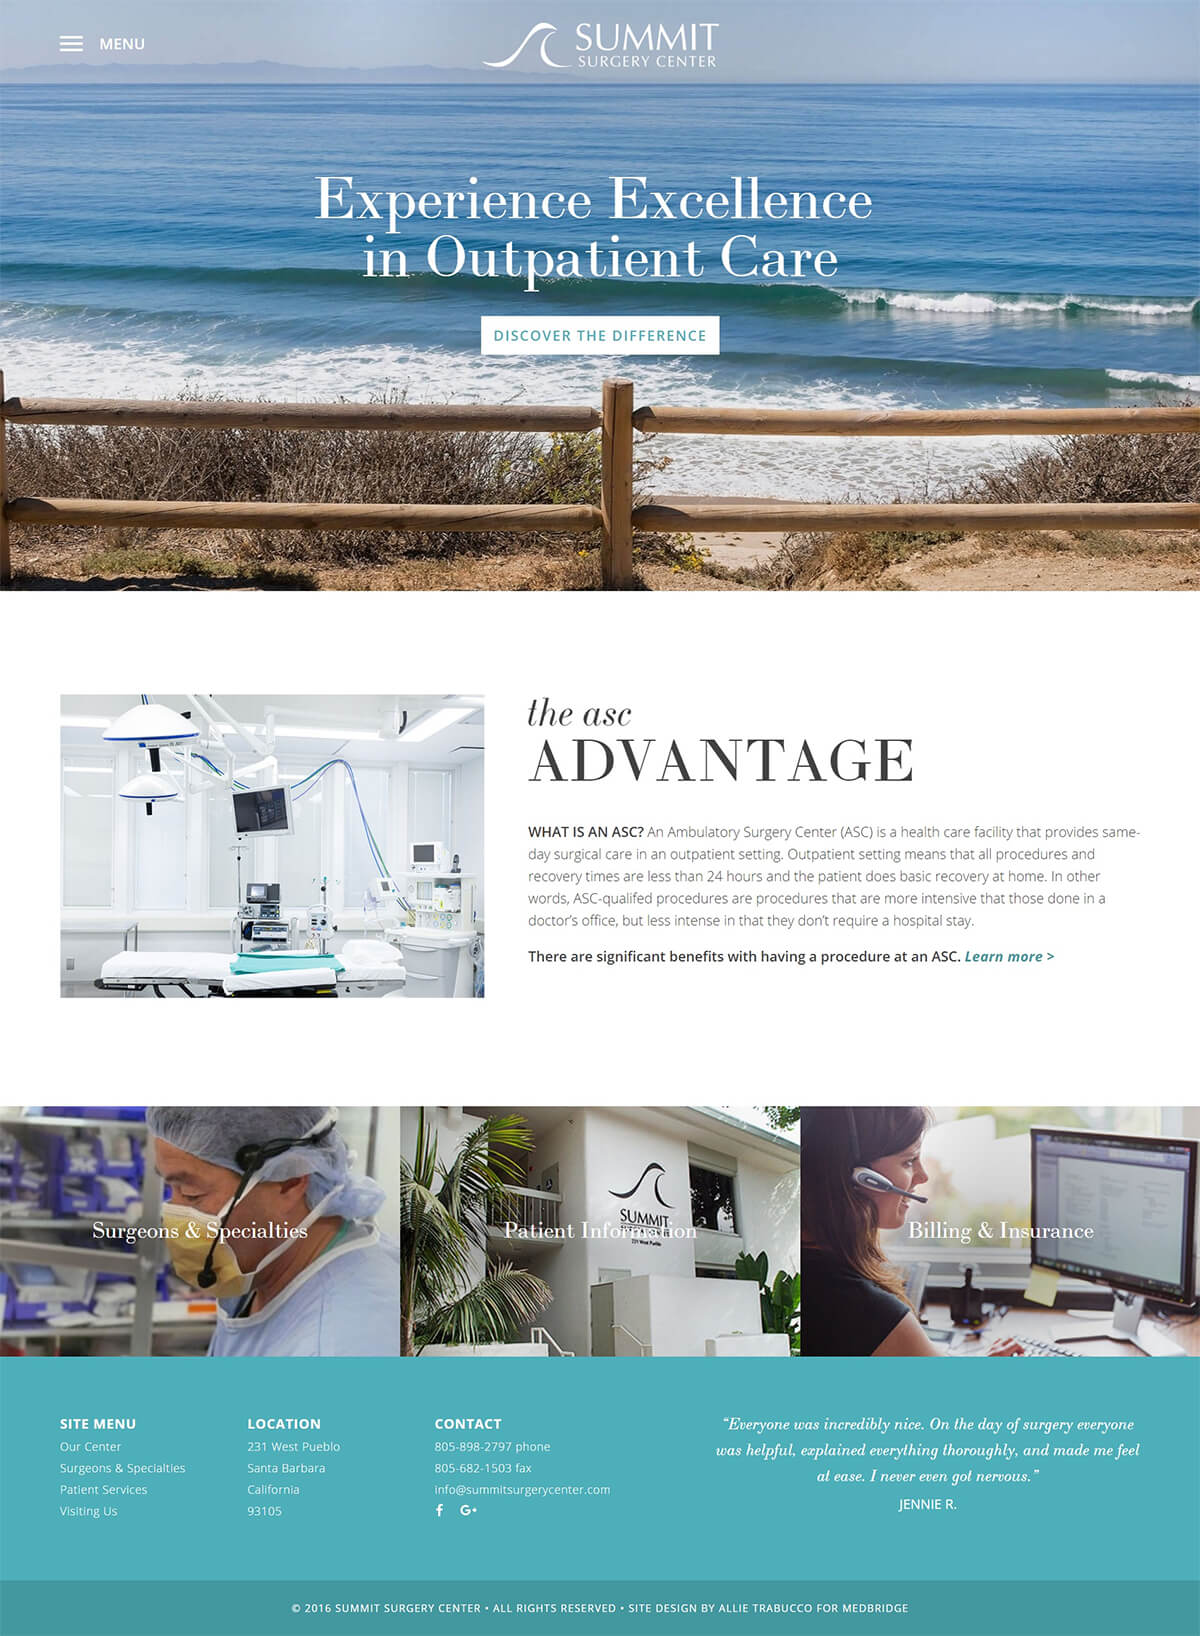 MENU
SUMMIT
SURGERY CENTER
Experience Excellence
in Outpatient Care
DISCOVER THE DIFFERENCE
the asc
ADVANTAGE
WHAT IS AN ASC? An Ambulatory Surgery Center (ASC) is a health care facility that provides same-
day surgical care in an outpatient setting. Outpatient setting means that all procedures and
recovery times are less than 24 hours and the patient does basic recovery at home. In other
words, ASC-qualifed procedures are procedures that are more intensive that those done in a
doctor's office, but less intense in that they don't require a hospital stay.
There are significant benefits with having a procedure at an ASC. Learn more >
Surgeons & Specialties
SUMMIT
Patient Information
231 West Pueblo
Billing & Insurance
SITE MENU
Our Center
Surgeons & Specialties
Patient Services
Visiting Us
LOCATION
231 West Pueblo
Santa Barbara
California
93105
CONTACT
805-898-2797 phone
805-682-1503 fax
info@summitsurgerycenter.com
f G+
“Everyone was incredibly nice. On the day of surgery everyone
was helpful, explained everything thoroughly, and made me feel
at ease. I never even got nervous.”
JENNIE R.
© 2016 SUMMIT SURGERY CENTER • ALL RIGHTS RESERVED • SITE DESIGN BY ALLIE TRABUCCO FOR MEDBRIDGE